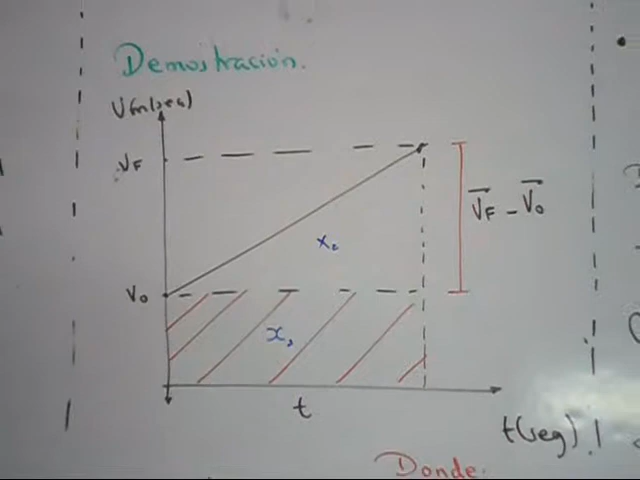 Demostración.
V(m/seg)
VF
VF - V0
X2
V0
X1
t
t(seg)
Donde: